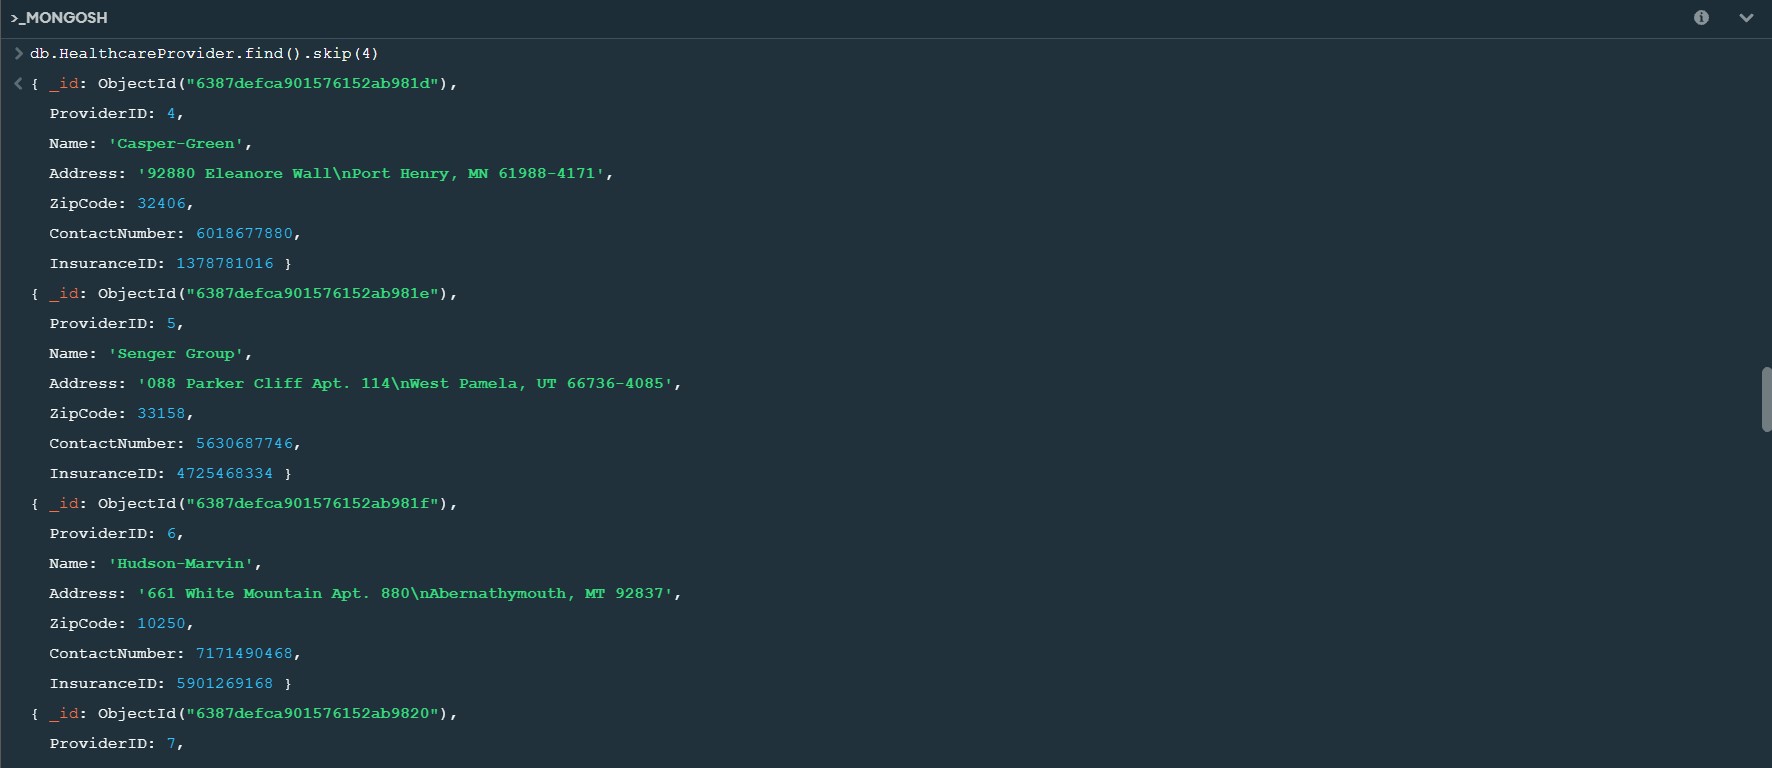 >_MONGOSH
> db.HealthcareProvider.find().skip(4)
< { _id: ObjectId("6387defca901576152ab981d"),
ProviderID: 4,
Name: 'Casper-Green',
Address: '92880 Eleanore Wall\nPort Henry, MN 61988-4171',
ZipCode: 32406,
ContactNumber: 6018677880,
InsuranceID: 1378781016 }
{ _id: ObjectId("6387defca901576152ab981e"),
ProviderID: 5,
Name: 'Senger Group',
Address: '088 Parker Cliff Apt. 114\nWest Pamela, UT 66736-4085',
ZipCode: 33158,
ContactNumber: 5630687746,
InsuranceID: 4725468334 }
{ _id: ObjectId("6387defca901576152ab981f"),
ProviderID: 6,
Name: 'Hudson-Marvin',
Address: '661 White Mountain Apt. 880\nAbernathymouth, MT 92837',
ZipCode: 10250,
ContactNumber: 7171490468,
InsuranceID: 5901269168 }
{ _id: ObjectId("6387defca901576152ab9820"),
ProviderID: 7,